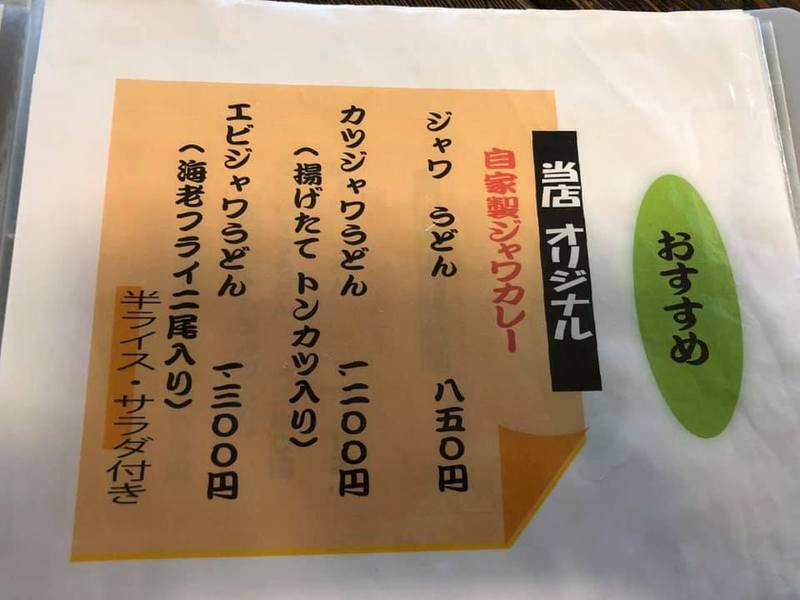 おすすめ
当店 オリジナル
自家製ジャワカレー
ジャワ うどん 八五〇円
カツジャワうどん 一、二〇〇円
（揚げたて トンカツ入り）
エビジャワうどん 一、三〇〇円
（海老フライ二尾入り）
半ライス・サラダ付き